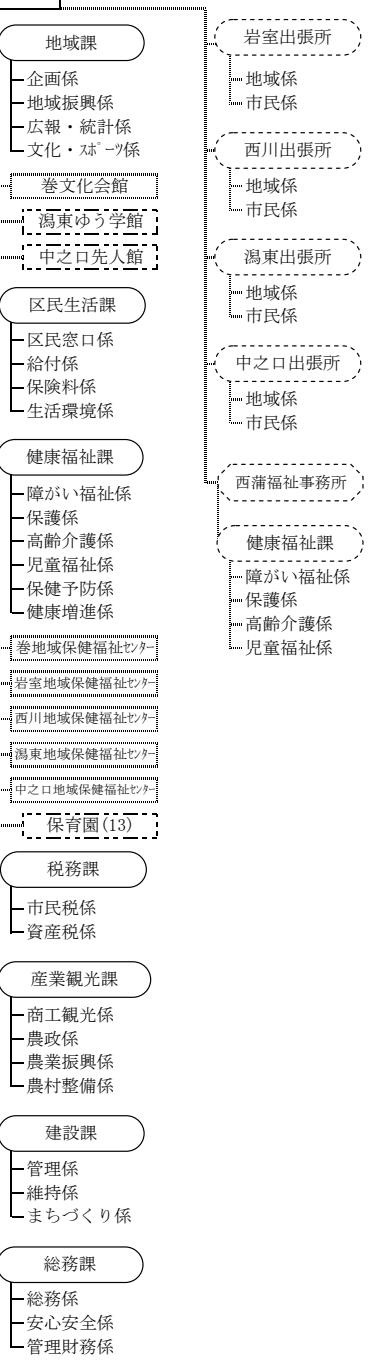 地域課
企画係
地域振興係
広報・統計係
文化・ｽﾎﾟｰﾂ係
巻文化会館
潟東ゆう学館
中之口先人館
区民生活課
区民窓口係
給付係
保険料係
生活環境係
健康福祉課
障がい福祉係
保護係
高齢介護係
児童福祉係
保健予防係
健康増進係
巻地域保健福祉ｾﾝﾀｰ
岩室地域保健福祉ｾﾝﾀｰ
西川地域保健福祉ｾﾝﾀｰ
潟東地域保健福祉ｾﾝﾀｰ
中之口地域保健福祉ｾﾝﾀｰ
保育園(13)
税務課
市民税係
資産税係
産業観光課
商工観光係
農政係
農業振興係
農村整備係
建設課
管理係
維持係
まちづくり係
総務課
総務係
安心安全係
管理財務係
岩室出張所
地域係
市民係
西川出張所
地域係
市民係
潟東出張所
地域係
市民係
中之口出張所
地域係
市民係
西蒲福祉事務所
健康福祉課
障がい福祉係
保護係
高齢介護係
児童福祉係